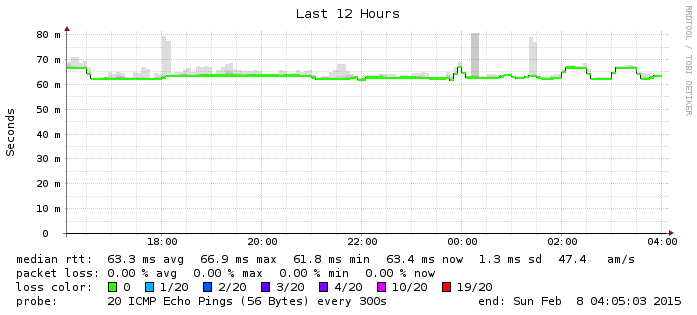 Last 12 Hours
RRDTOOL / TOBI OETIKER
Seconds
80 m
70 m
60 m
50 m
40 m
30 m
20 m
10 m
0
18:00 20:00 22:00 00:00 02:00 04:00
median rtt: 63.3 ms avg 66.9 ms max 61.8 ms min 63.4 ms now 1.3 ms sd 47.4 am/s
packet loss: 0.00 % avg 0.00 % max 0.00 % min 0.00 % now
loss color: 0 1/20 2/20 3/20 4/20 10/20 19/20
probe: 20 ICMP Echo Pings (56 Bytes) every 300s end: Sun Feb 8 04:05:03 2015